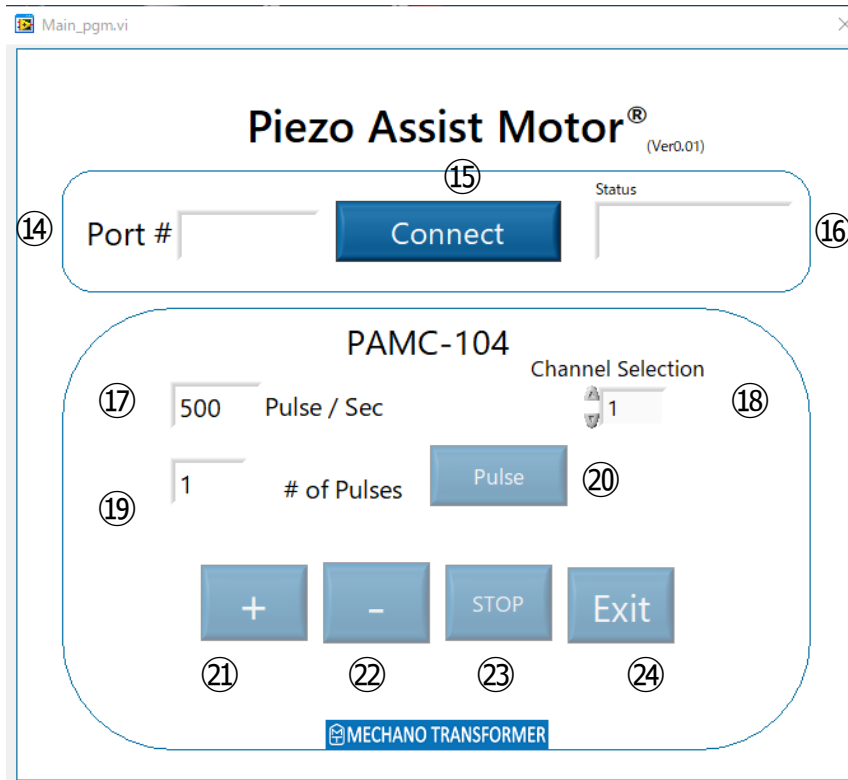 Main_pgm.vi
Piezo Assist Motor®
(Ver0.01)
⑮
Status
⑭ Port # Connect ⑯
PAMC-104
Channel Selection
⑰ 500 Pulse / Sec 1 ⑱
⑲ 1 # of Pulses Pulse ⑳
+ - STOP Exit
㉑ ㉒ ㉓ ㉔
MECHANO TRANSFORMER